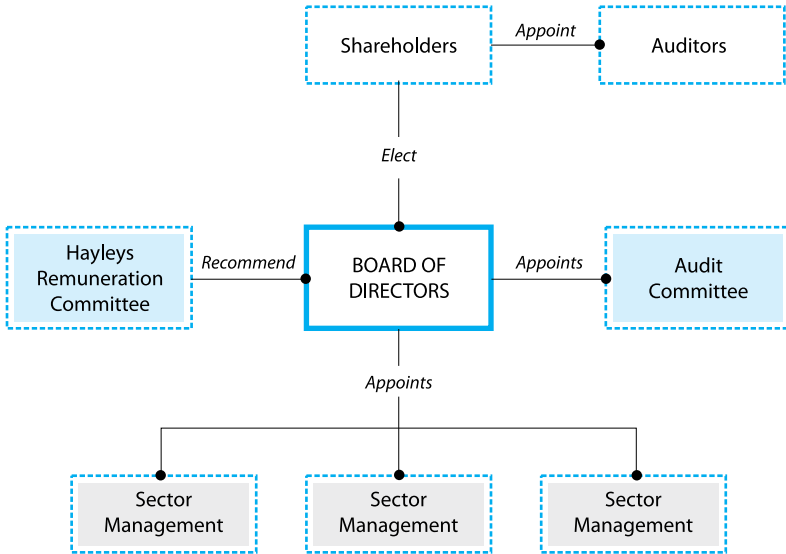 Shareholders
Appoint
Auditors
Elect
Hayleys
Remuneration
Committee
Recommend
BOARD OF
DIRECTORS
Appoints
Audit
Committee
Appoints
Sector
Management
Sector
Management
Sector
Management